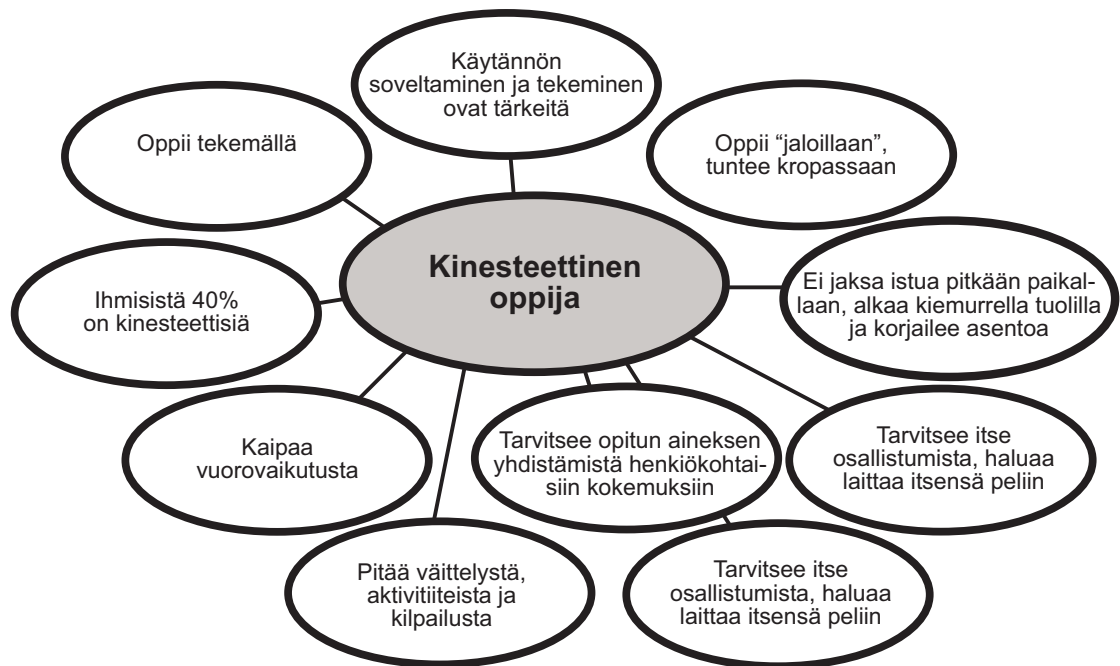 Käytännön
soveltaminen ja tekeminen
ovat tärkeitä
Oppii tekemällä
Oppii “jaloillaan”,
tuntee kropassaan
Kinesteettinen
oppija
Ihmisistä 40%
on kinesteettisiä
Ei jaksa istua pitkään paikal-
laan, alkaa kiemurrella tuolilla
ja korjailee asentoa
Kaipaa
vuorovaikutusta
Tarvitsee opitun aineksen
yhdistämistä henkiökohtai-
siin kokemuksiin
Tarvitsee itse
osallistumista, haluaa
laittaa itsensä peliin
Pitää väittelystä,
aktivitiiteista ja
kilpailusta
Tarvitsee itse
osallistumista, haluaa
laittaa itsensä peliin